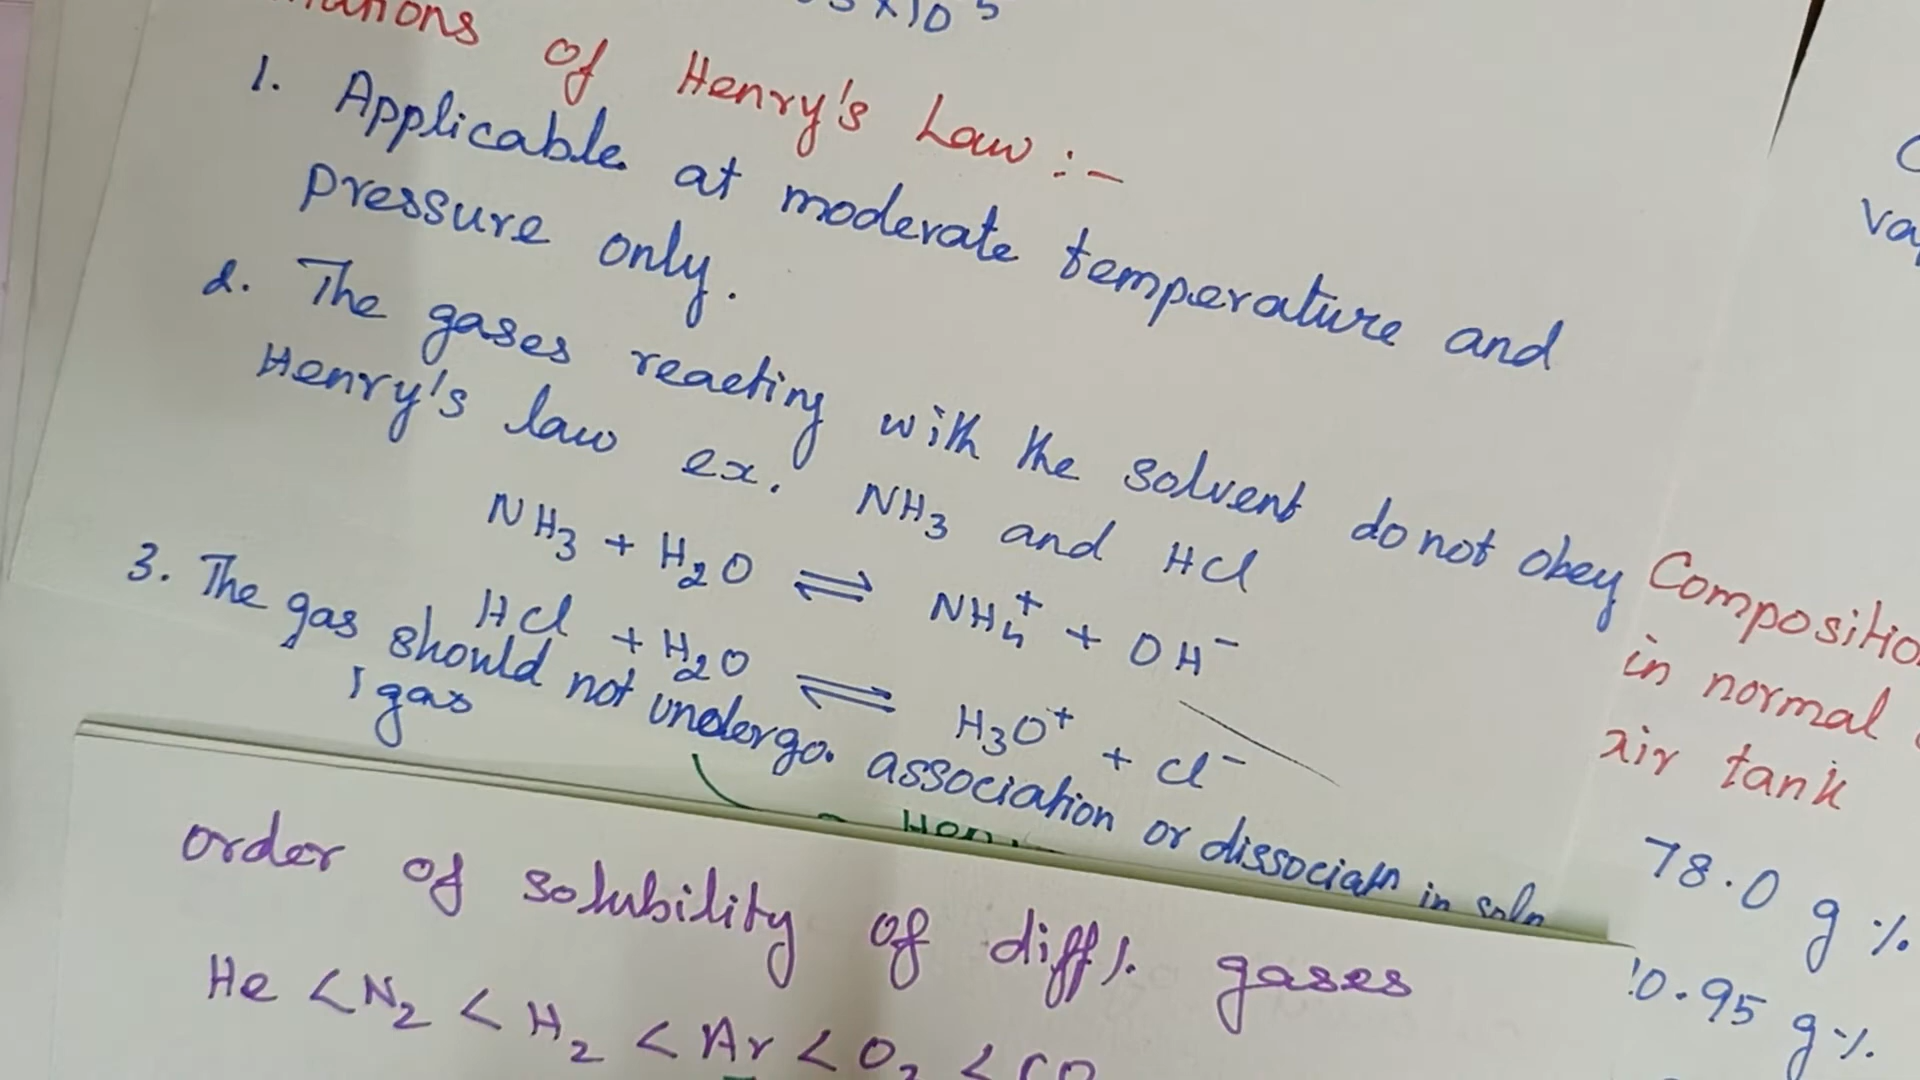 of Henry's Law :-
1. Applicable at moderate temperature and
pressure only.
2. The gases reacting with the solvent do not obey
Henry's law ex. NH3 and HCl
NH3 + H2O ⇌ NH4+ + OH-
HCl + H2O ⇌ H3O+ + Cl-
3. The gas should not undergo association or dissociatn in soln
gas
order of solubility of diff. gases
He < N2 < H2 < Ar < O2 <
in normal
air tank
78.0 g %
0.95 g %